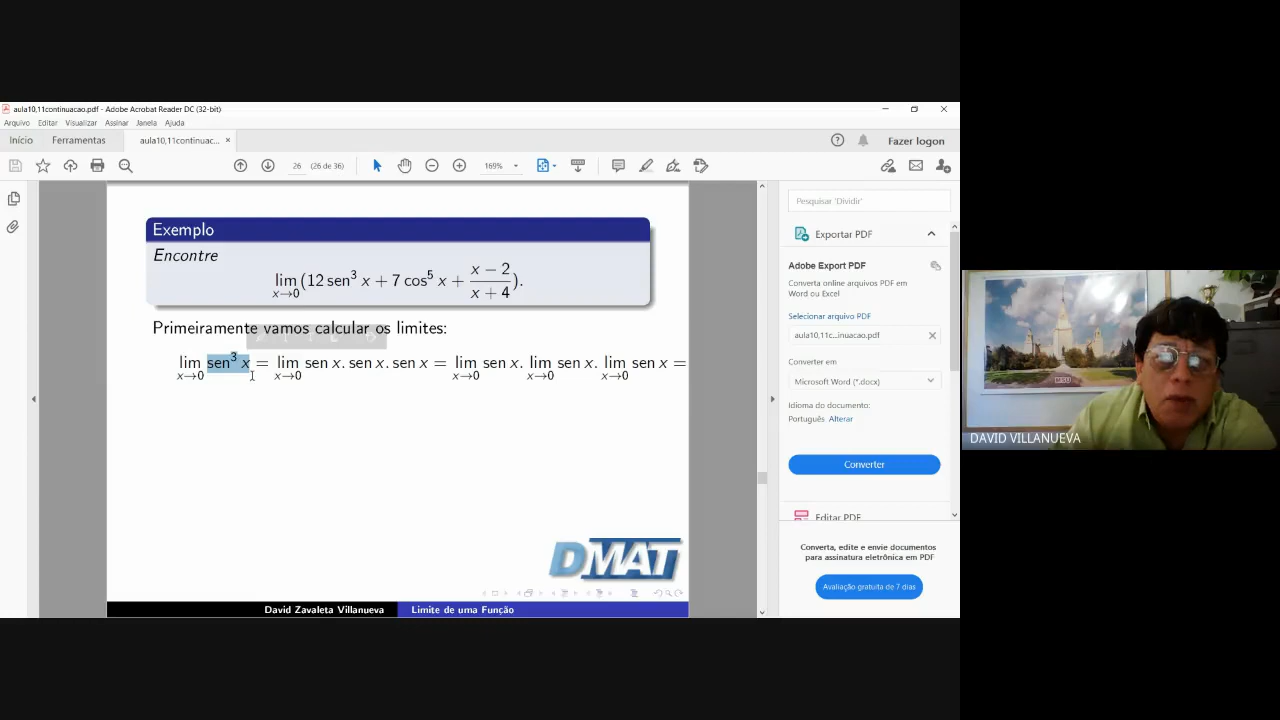 aula10,11continuacao.pdf - Adobe Acrobat Reader DC (32-bit)
Arquivo Editar Visualizar Assinar Janela Ajuda
Início Ferramentas aula10,11continuac... × Fazer logon
26 (26 de 36) 169%
Exemplo
Encontre
lim x→0 (12 sen³ x + 7 cos⁵ x + (x − 2)/(x + 4)).
Primeiramente vamos calcular os limites:
lim x→0 sen³ x = lim x→0 sen x. sen x. sen x = lim x→0 sen x. lim x→0 sen x. lim x→0 sen x =
DMAT
David Zavaleta Villanueva Limite de uma Função
Pesquisar 'Dividir'
Exportar PDF
Adobe Export PDF
Converta online arquivos PDF em
Word ou Excel
Selecionar arquivo PDF
aula10,11c...inuacao.pdf
Converter em
Microsoft Word (*.docx)
Idioma do documento:
Português Alterar
Converter
Editar PDF
Converta, edite e envie documentos
para assinatura eletrônica em PDF
Avaliação gratuita de 7 dias
MSU
DAVID VILLANUEVA